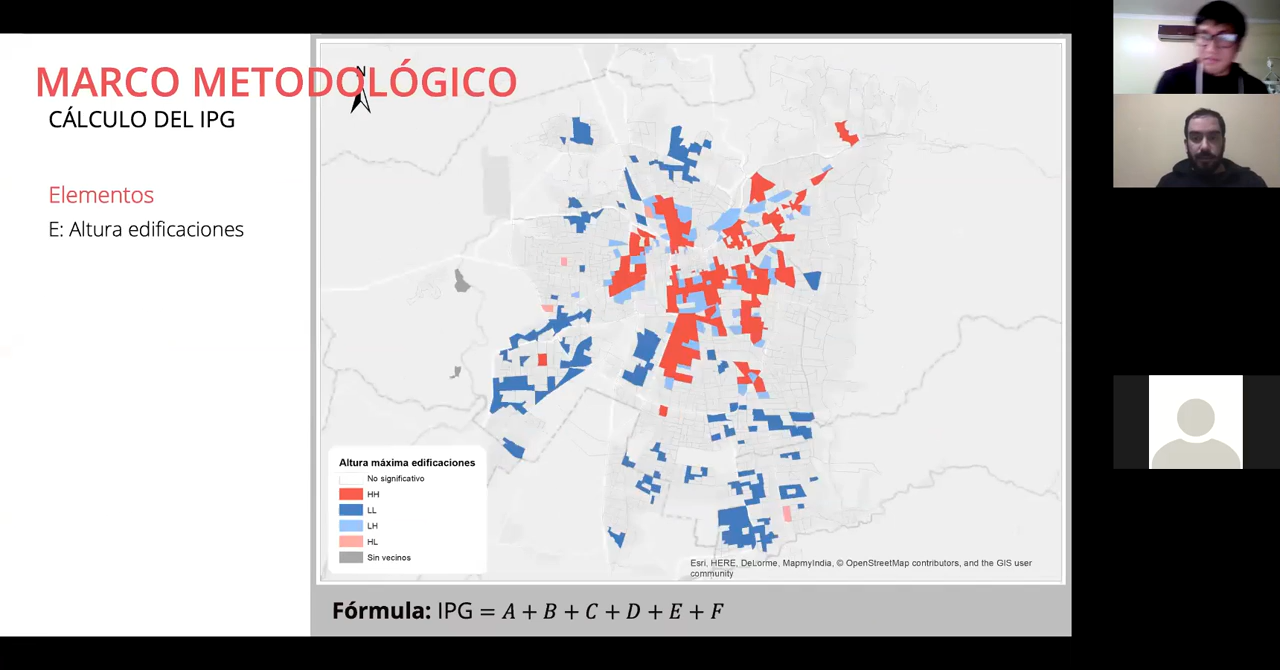 MARCO METODOLÓGICO
CÁLCULO DEL IPG
Elementos
E: Altura edificaciones
N
Altura máxima edificaciones
No significativo
HH
LL
LH
HL
Sin vecinos
Esri, HERE, DeLorme, MapmyIndia, © OpenStreetMap contributors, and the GIS user
community
Fórmula: IPG = A + B + C + D + E + F